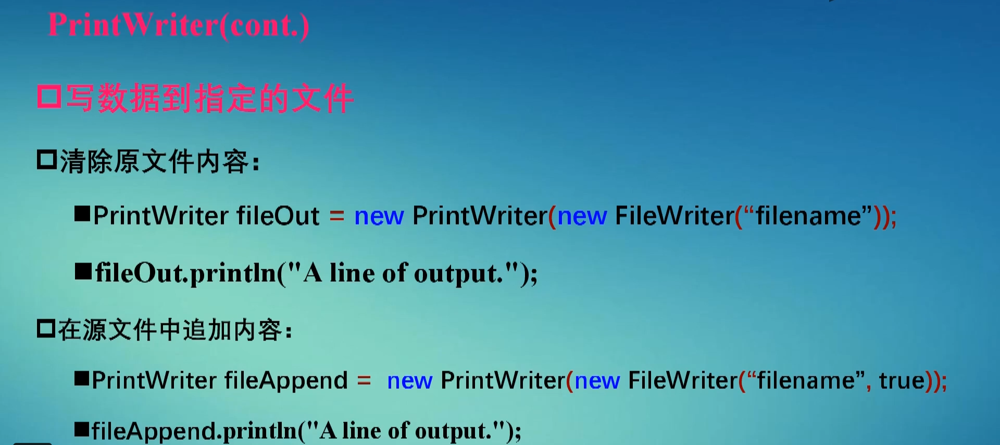 PrintWriter(cont.)
写数据到指定的文件
清除原文件内容：
PrintWriter fileOut = new PrintWriter(new FileWriter(“filename”));
fileOut.println("A line of output.");
在源文件中追加内容：
PrintWriter fileAppend = new PrintWriter(new FileWriter(“filename”, true));
fileAppend.println("A line of output.");